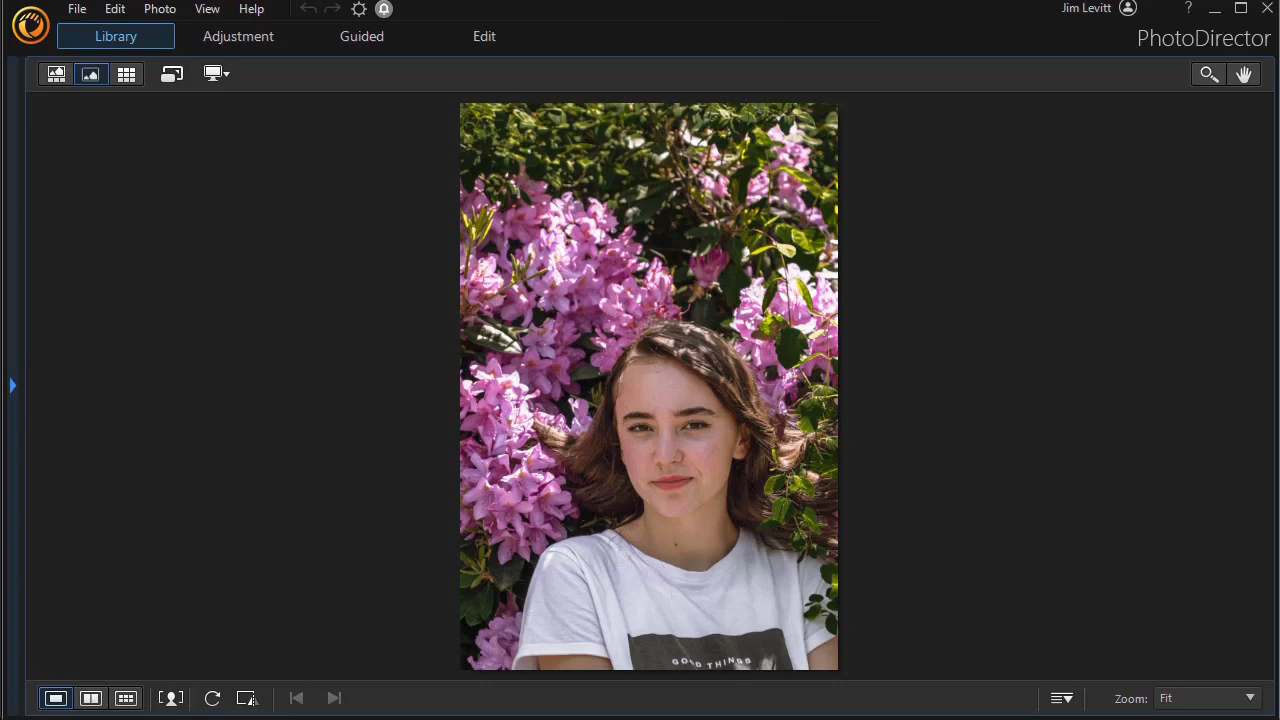 File Edit Photo View Help
Jim Levitt ?
Library Adjustment Guided Edit
PhotoDirector
GOOD THINGS
Zoom: Fit